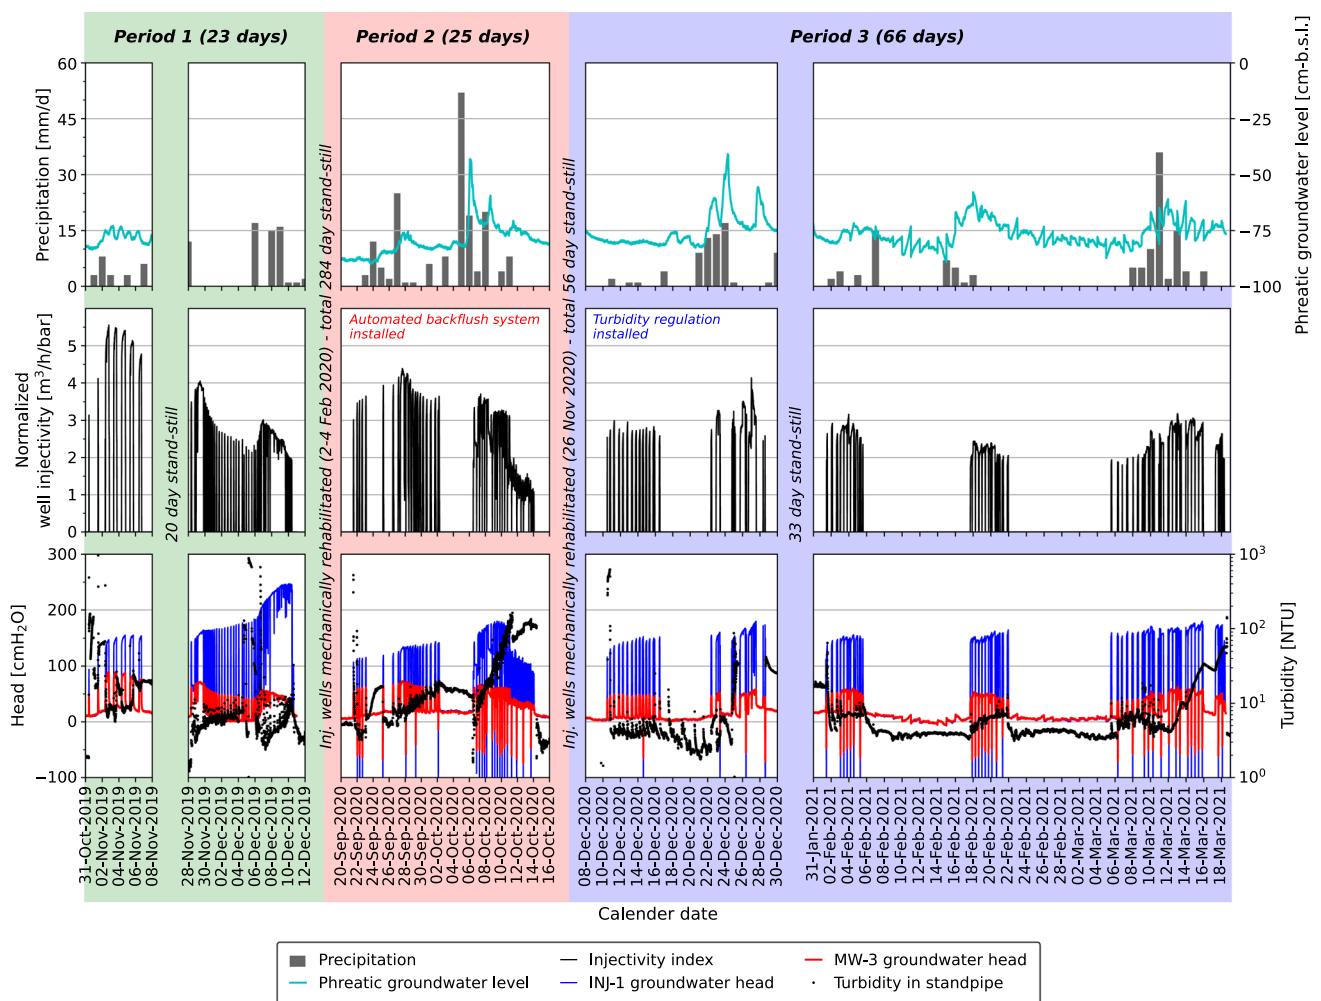 Period 1 (23 days)
Period 2 (25 days)
Period 3 (66 days)
Precipitation [mm/d]
60
45
30
15
0
Phreatic groundwater level [cm-b.s.l.]
0
−25
−50
−75
−100
Normalized
well injectivity [m³/h/bar]
5
4
3
2
1
0
20 day stand-still
Inj. wells mechanically rehabilitated (2-4 Feb 2020) - total 284 day stand-still
Automated backflush system
installed
Inj. wells mechanically rehabilitated (26 Nov 2020) - total 56 day stand-still
Turbidity regulation
installed
33 day stand-still
Head [cmH₂O]
300
200
100
0
−100
Turbidity [NTU]
10³
10²
10¹
10⁰
31-Oct-2019
02-Nov-2019
04-Nov-2019
06-Nov-2019
08-Nov-2019
28-Nov-2019
30-Nov-2019
02-Dec-2019
04-Dec-2019
06-Dec-2019
08-Dec-2019
10-Dec-2019
12-Dec-2019
20-Sep-2020
22-Sep-2020
24-Sep-2020
26-Sep-2020
28-Sep-2020
30-Sep-2020
02-Oct-2020
04-Oct-2020
06-Oct-2020
08-Oct-2020
10-Oct-2020
12-Oct-2020
14-Oct-2020
16-Oct-2020
08-Dec-2020
10-Dec-2020
12-Dec-2020
14-Dec-2020
16-Dec-2020
18-Dec-2020
20-Dec-2020
22-Dec-2020
24-Dec-2020
26-Dec-2020
28-Dec-2020
30-Dec-2020
31-Jan-2021
02-Feb-2021
04-Feb-2021
06-Feb-2021
08-Feb-2021
10-Feb-2021
12-Feb-2021
14-Feb-2021
16-Feb-2021
18-Feb-2021
20-Feb-2021
22-Feb-2021
24-Feb-2021
26-Feb-2021
28-Feb-2021
02-Mar-2021
04-Mar-2021
06-Mar-2021
08-Mar-2021
10-Mar-2021
12-Mar-2021
14-Mar-2021
16-Mar-2021
18-Mar-2021
Calender date
Precipitation
Injectivity index
MW-3 groundwater head
Phreatic groundwater level
INJ-1 groundwater head
Turbidity in standpipe